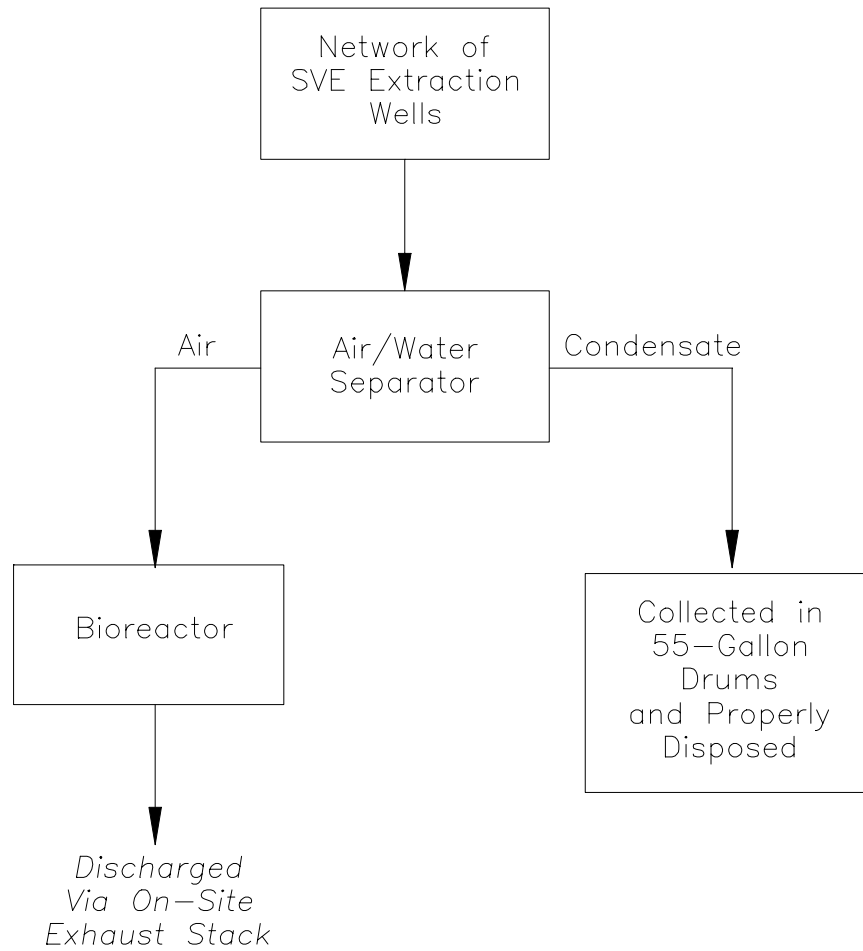 Network of
SVE Extraction
Wells
Air
Air/Water
Separator
Condensate
Bioreactor
Collected in
55-Gallon
Drums
and Properly
Disposed
Discharged
Via On-Site
Exhaust Stack